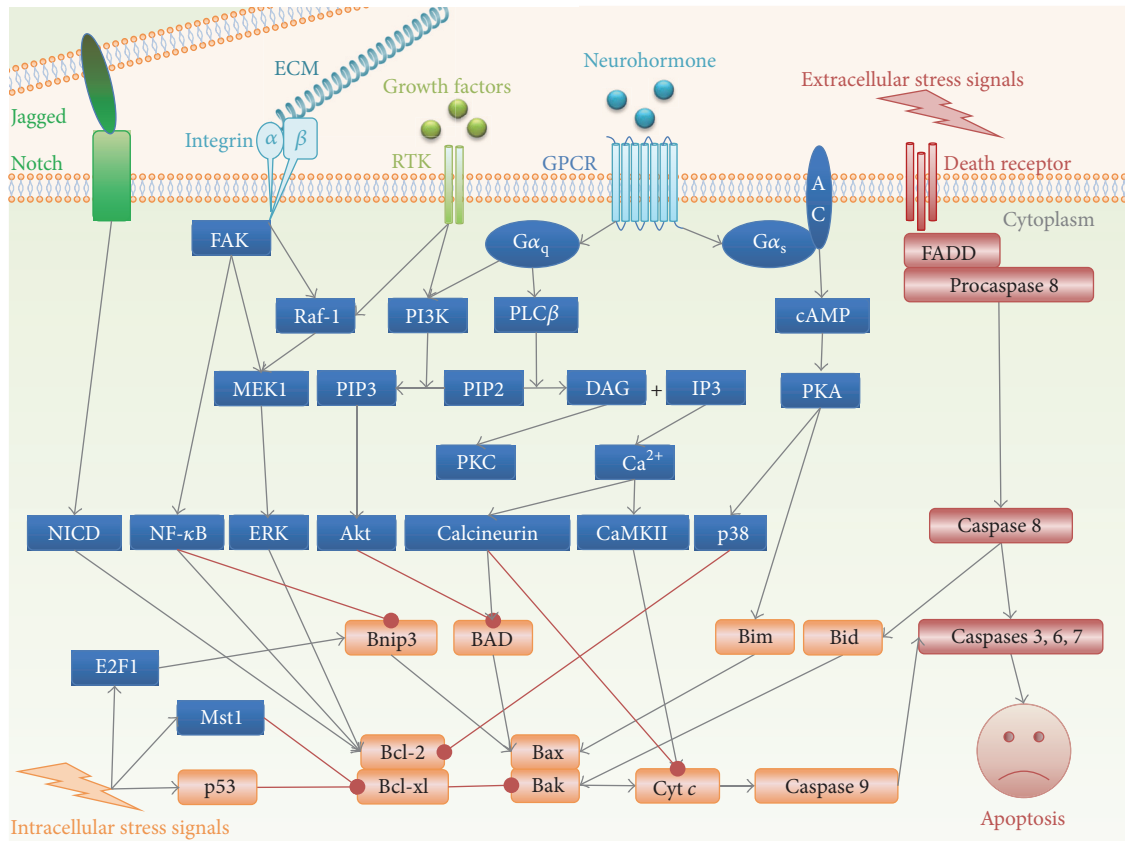 ECM
Neurohormone
Extracellular stress signals
Growth factors
Jagged
Integrin
α
β
Notch
RTK
GPCR
A
C
Death receptor
Cytoplasm
FAK
Gαq
Gαs
FADD
Procaspase 8
Raf-1
PI3K
PLCβ
cAMP
MEK1
PIP3
PIP2
DAG + IP3
PKA
PKC
Ca2+
NICD
NF-κB
ERK
Akt
Calcineurin
CaMKII
p38
Caspase 8
Bnip3
BAD
Bim
Bid
Caspases 3, 6, 7
E2F1
Mst1
Bcl-2
Bax
p53
Bcl-xl
Bak
Cyt c
Caspase 9
Intracellular stress signals
Apoptosis